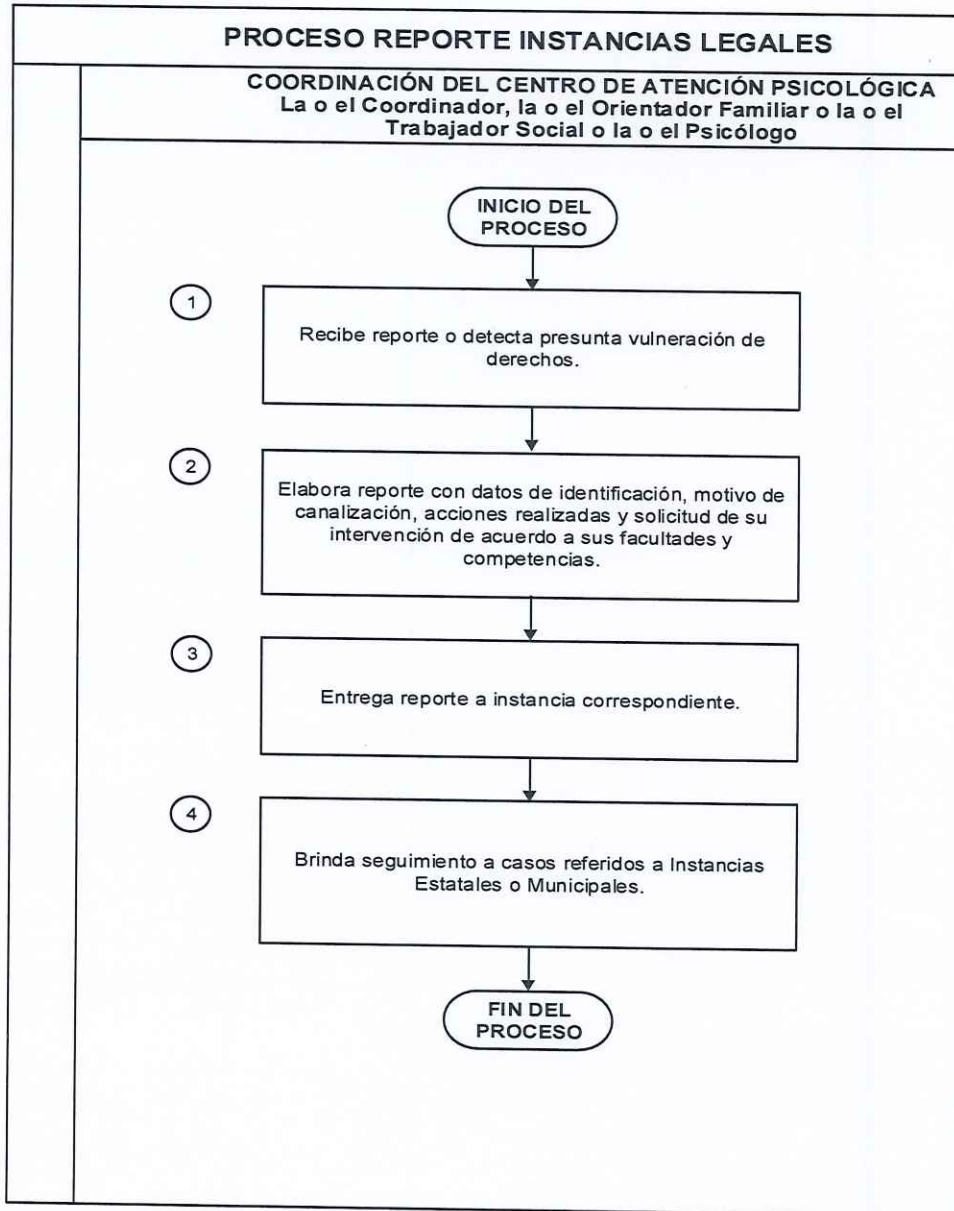 PROCESO REPORTE INSTANCIAS LEGALES
COORDINACIÓN DEL CENTRO DE ATENCIÓN PSICOLÓGICA
La o el Coordinador, la o el Orientador Familiar o la o el
Trabajador Social o la o el Psicólogo
INICIO DEL
PROCESO
1
Recibe reporte o detecta presunta vulneración de
derechos.
2
Elabora reporte con datos de identificación, motivo de
canalización, acciones realizadas y solicitud de su
intervención de acuerdo a sus facultades y
competencias.
3
Entrega reporte a instancia correspondiente.
4
Brinda seguimiento a casos referidos a Instancias
Estatales o Municipales.
FIN DEL
PROCESO